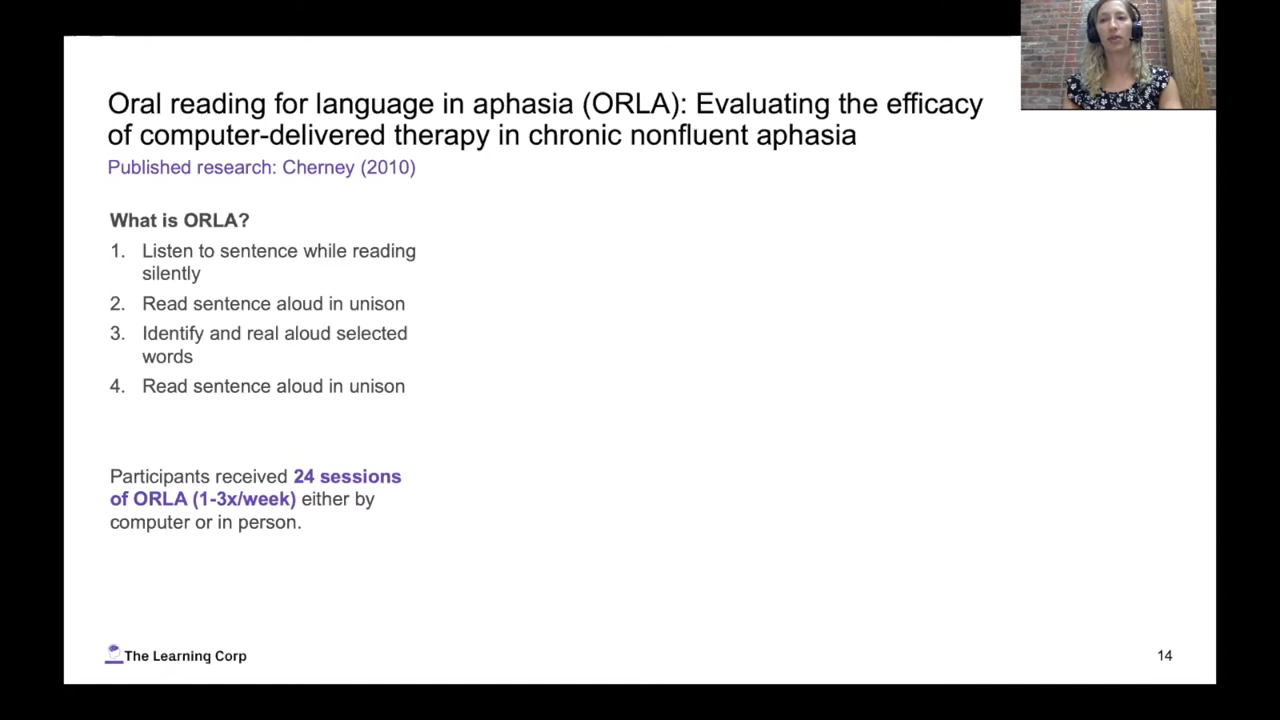 Oral reading for language in aphasia (ORLA): Evaluating the efficacy
of computer-delivered therapy in chronic nonfluent aphasia
Published research: Cherney (2010)
What is ORLA?
1. Listen to sentence while reading
silently
2. Read sentence aloud in unison
3. Identify and real aloud selected
words
4. Read sentence aloud in unison
Participants received 24 sessions
of ORLA (1-3x/week) either by
computer or in person.
The Learning Corp
14